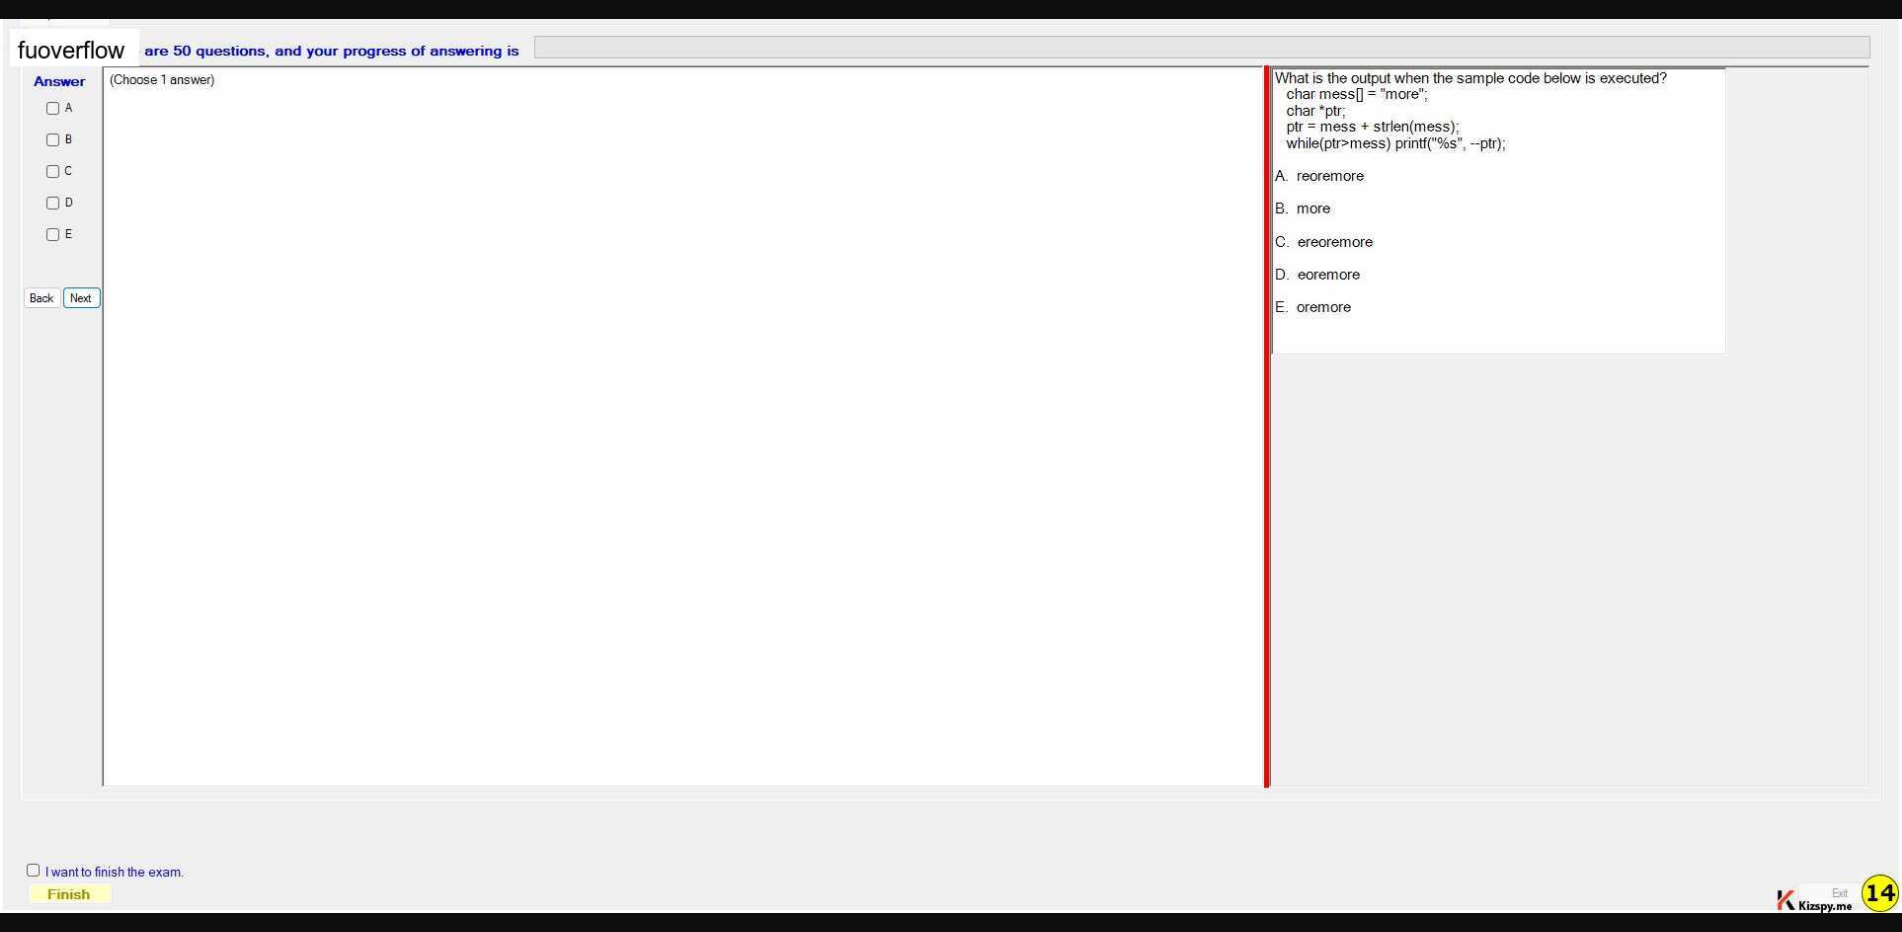 fuoverflow are 50 questions, and your progress of answering is
Answer
(Choose 1 answer)
A
B
C
D
E
Back Next
What is the output when the sample code below is executed?
char mess[] = "more";
char *ptr;
ptr = mess + strlen(mess);
while(ptr>mess) printf("%s", --ptr);
A. reoremore
B. more
C. ereoremore
D. eoremore
E. oremore
I want to finish the exam.
Finish
Exit
Kizspy.me
14